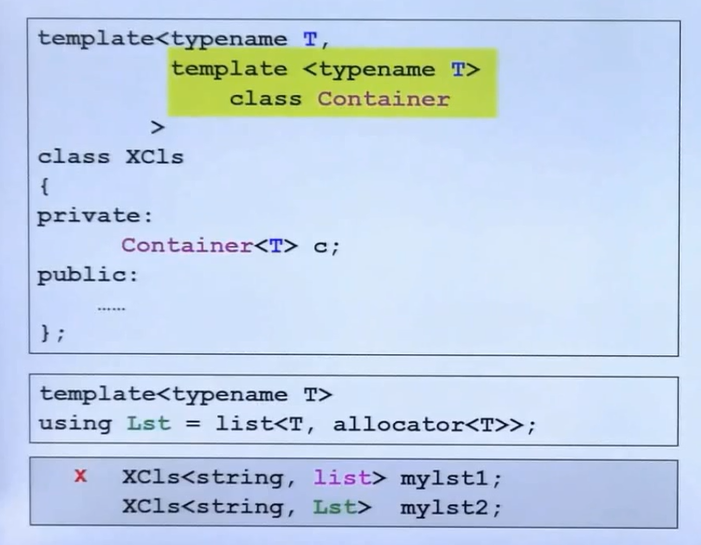 template<typename T,
template <typename T>
class Container
>
class XCls
{
private:
Container<T> c;
public:
......
};
template<typename T>
using Lst = list<T, allocator<T>>;
X XCls<string, list> mylst1;
XCls<string, Lst> mylst2;